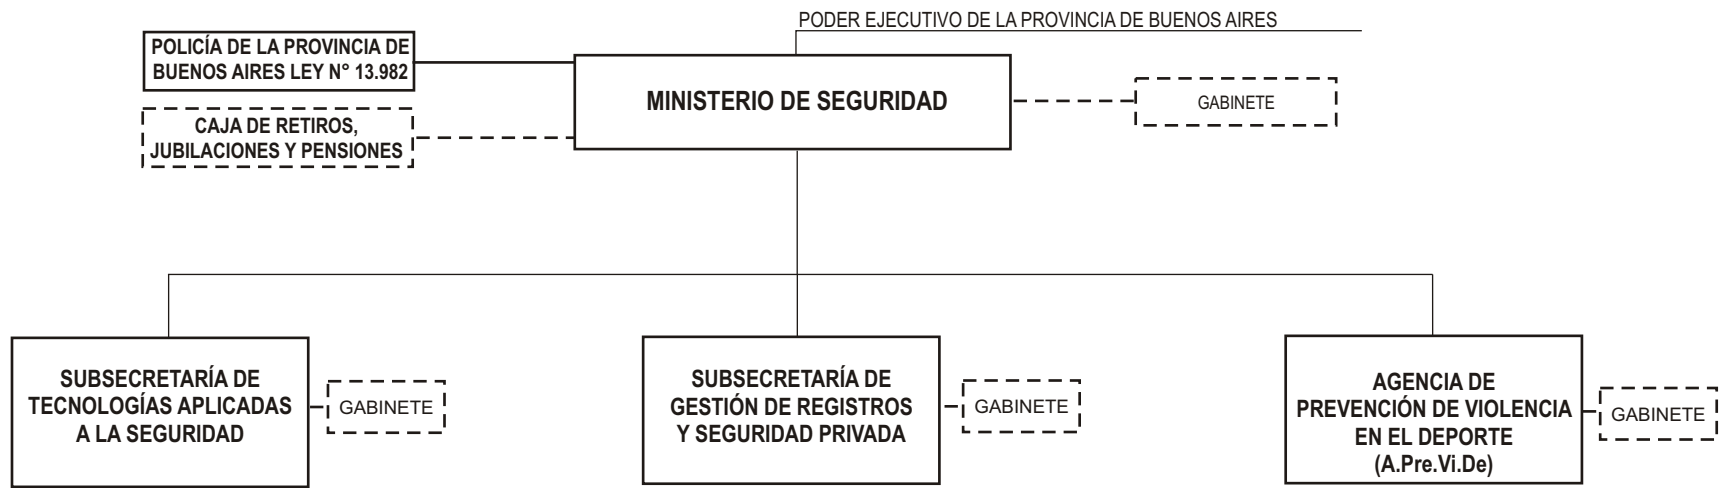 PODER EJECUTIVO DE LA PROVINCIA DE BUENOS AIRES
POLICÍA DE LA PROVINCIA DE
BUENOS AIRES LEY N° 13.982
MINISTERIO DE SEGURIDAD
GABINETE
CAJA DE RETIROS,
JUBILACIONES Y PENSIONES
SUBSECRETARÍA DE
TECNOLOGÍAS APLICADAS
A LA SEGURIDAD
GABINETE
SUBSECRETARÍA DE
GESTIÓN DE REGISTROS
Y SEGURIDAD PRIVADA
GABINETE
AGENCIA DE
PREVENCIÓN DE VIOLENCIA
EN EL DEPORTE
(A.Pre.Vi.De)
GABINETE